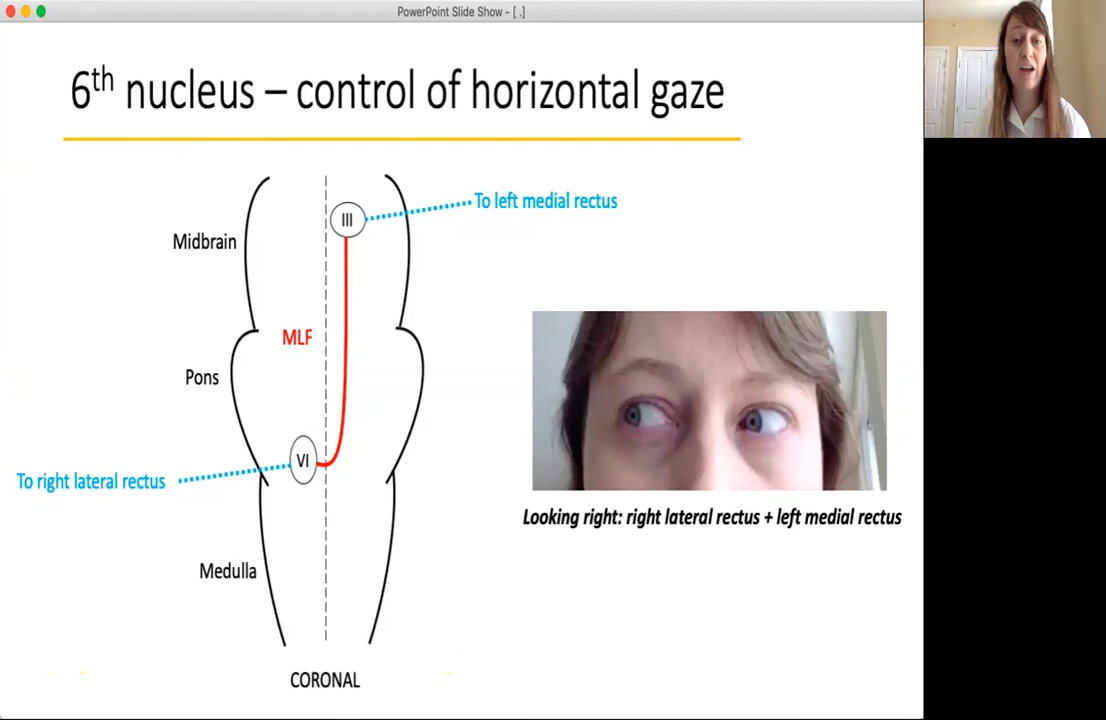 PowerPoint Slide Show - [ .]
6th nucleus – control of horizontal gaze
III
To left medial rectus
Midbrain
MLF
Pons
VI
To right lateral rectus
Looking right: right lateral rectus + left medial rectus
Medulla
CORONAL